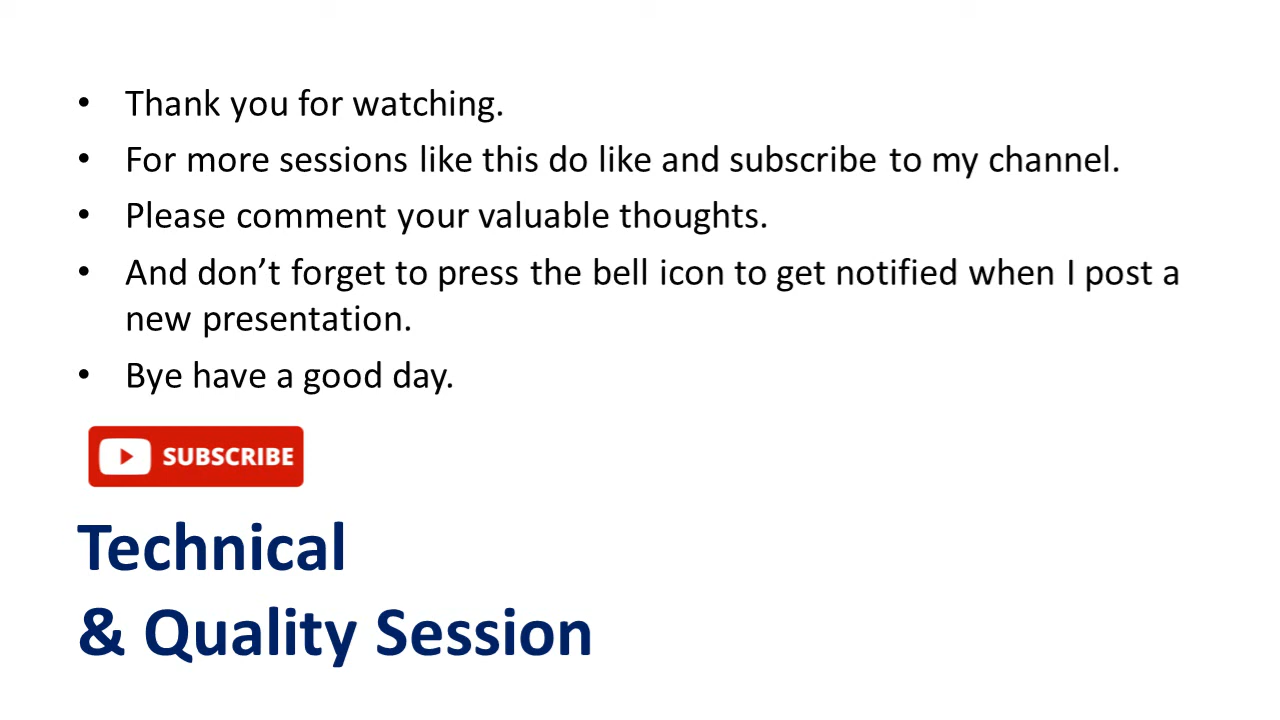 • Thank you for watching.
• For more sessions like this do like and subscribe to my channel.
• Please comment your valuable thoughts.
• And don’t forget to press the bell icon to get notified when I post a
new presentation.
• Bye have a good day.
SUBSCRIBE
Technical
& Quality Session